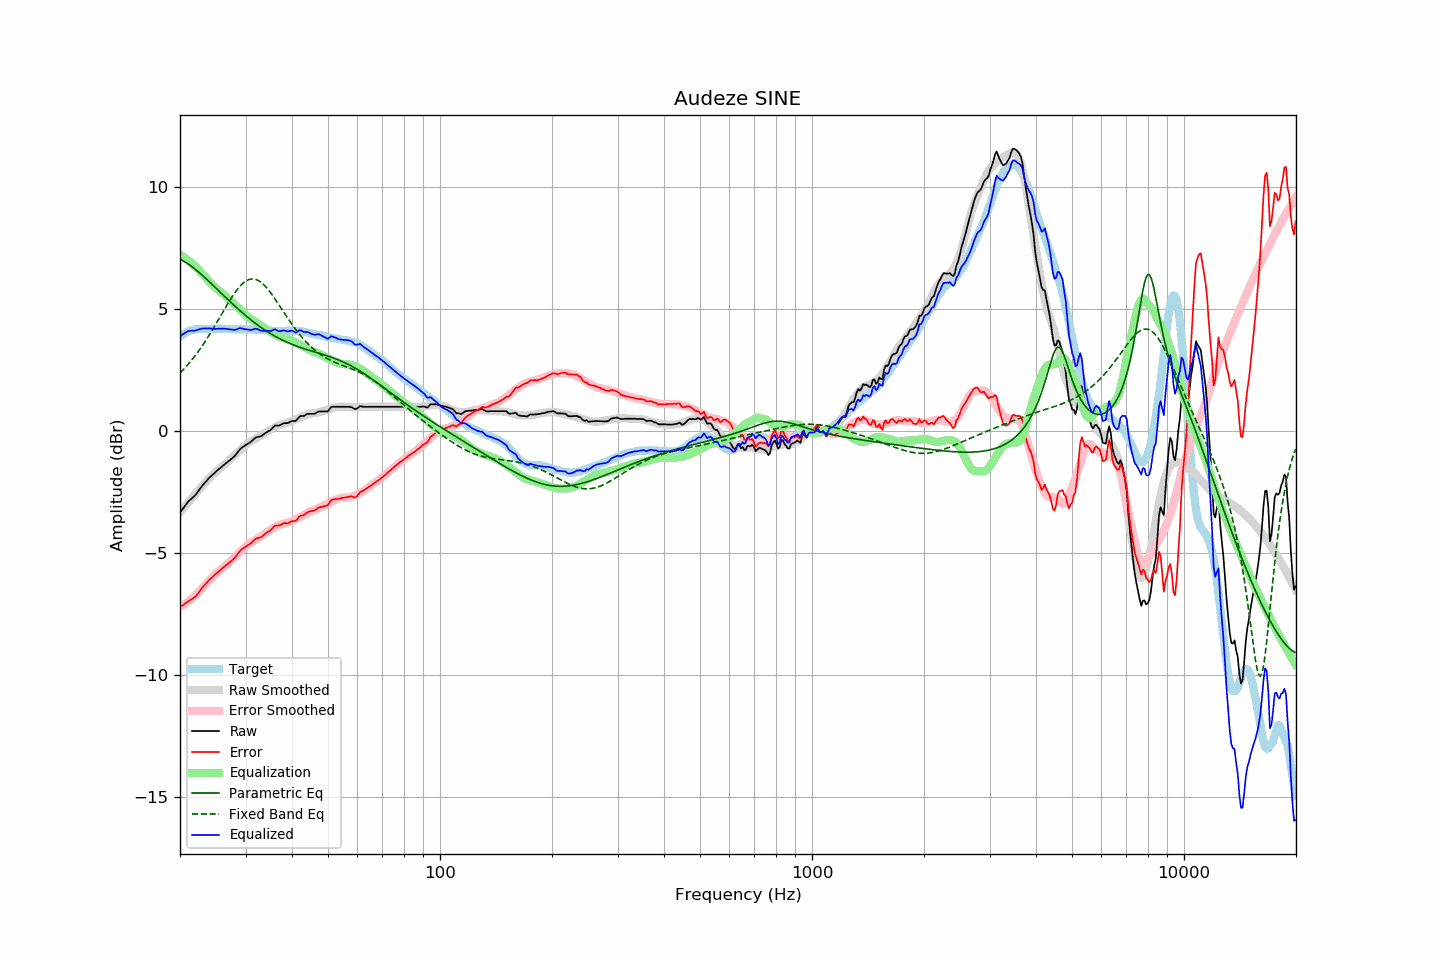 Audeze SINE
Amplitude (dBr)
10
5
0
−5
−10
−15
Target
Raw Smoothed
Error Smoothed
Raw
Error
Equalization
Parametric Eq
Fixed Band Eq
Equalized
100
1000
10000
Frequency (Hz)